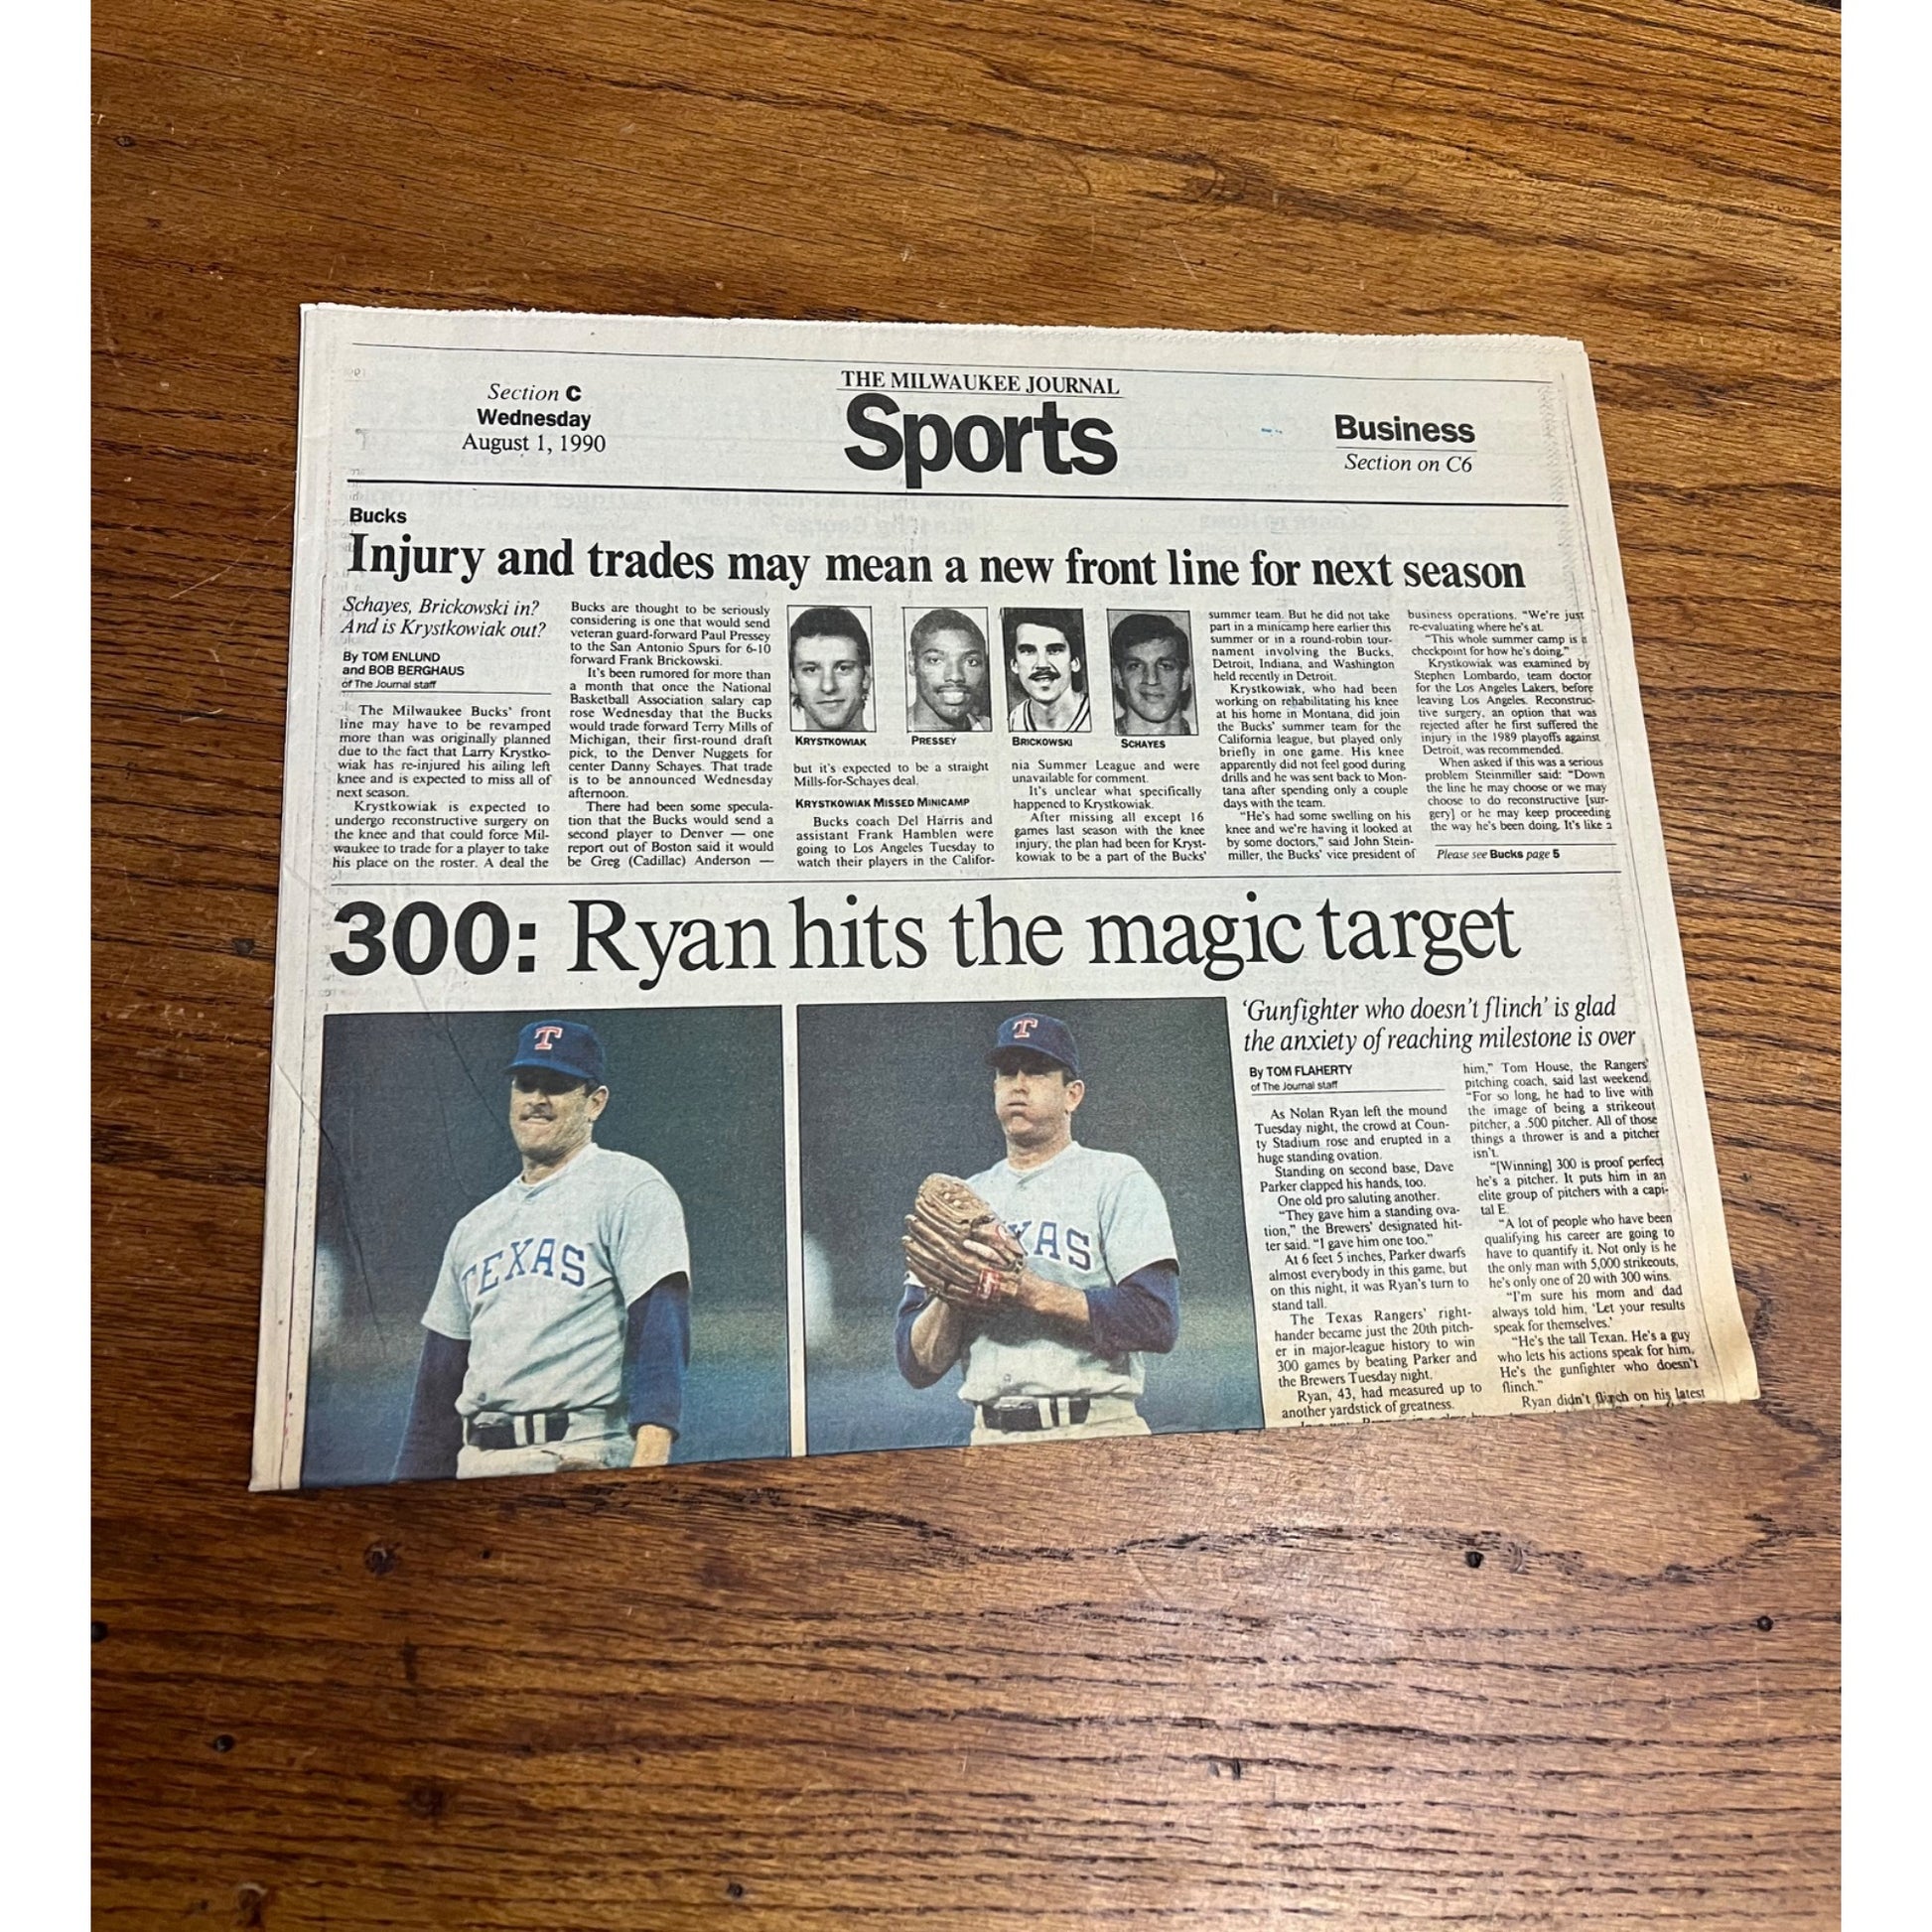 Section C
Wednesday
August 1, 1990
THE MILWAUKEE JOURNAL
Sports
Business
Section on C6
Bucks
Injury and trades may mean a new front line for next season
Schayes, Brickowski in?
And is Krystkowiak out?
By TOM ENLUND
and BOB BERGHAUS
of The Journal staff
The Milwaukee Bucks' front
line may have to be revamped
more than was originally planned
due to the fact that Larry Krystko-
wiak has re-injured his ailing left
knee and is expected to miss all of
next season.
Krystkowiak is expected to
undergo reconstructive surgery on
the knee and that could force Mil-
waukee to trade for a player to take
his place on the roster. A deal the
Bucks are thought to be seriously
considering is one that would send
veteran guard-forward Paul Pressey
to the San Antonio Spurs for 6-10
forward Frank Brickowski.
It's been rumored for more than
a month that once the National
Basketball Association salary cap
rose Wednesday that the Bucks
would trade forward Terry Mills of
Michigan, their first-round draft
pick, to the Denver Nuggets for
center Danny Schayes. That trade
is to be announced Wednesday
afternoon.
There had been some specula-
tion that the Bucks would send a
second player to Denver — one
report out of Boston said it would
be Greg (Cadillac) Anderson —
KRYSTKOWIAK
PRESSEY
BRICKOWSKI
SCHAYES
but it's expected to be a straight
Mills-for-Schayes deal.
KRYSTKOWIAK MISSED MINICAMP
Bucks coach Del Harris and
assistant Frank Hamblen were
going to Los Angeles Tuesday to
watch their players in the Califor-
nia Summer League and were
unavailable for comment.
It's unclear what specifically
happened to Krystkowiak.
After missing all except 16
games last season with the knee
injury, the plan had been for Kryst-
kowiak to be a part of the Bucks'
summer team. But he did not take
part in a minicamp here earlier this
summer or in a round-robin tour-
nament involving the Bucks,
Detroit, Indiana, and Washington
held recently in Detroit.
Krystkowiak, who had been
working on rehabilitating his knee
at his home in Montana, did join
the Bucks' summer team for the
California league, but played only
briefly in one game. His knee
apparently did not feel good during
drills and he was sent back to Mon-
tana after spending only a couple
days with the team.
"He's had some swelling on his
knee and we're having it looked at
by some doctors," said John Stein-
miller, the Bucks' vice president of
business operations. "We're just
re-evaluating where he's at.
"This whole summer camp is a
checkpoint for how he's doing."
Krystkowiak was examined by
Stephen Lombardo, team doctor
for the Los Angeles Lakers, before
leaving Los Angeles. Reconstruc-
tive surgery, an option that was
rejected after he first suffered the
injury in the 1989 playoffs against
Detroit, was recommended.
When asked if this was a serious
problem Steinmiller said: "Down
the line he may choose or we may
choose to do reconstructive [sur-
gery] or he may keep proceeding
the way he's been doing. It's like a
Please see Bucks page 5
300: Ryan hits the magic target
'Gunfighter who doesn't flinch' is glad
the anxiety of reaching milestone is over
By TOM FLAHERTY
of The Journal staff
As Nolan Ryan left the mound
Tuesday night, the crowd at Coun-
ty Stadium rose and erupted in a
huge standing ovation.
Standing on second base, Dave
Parker clapped his hands, too.
One old pro saluting another.
"They gave him a standing ova-
tion," the Brewers' designated hit-
ter said. "I gave him one too."
At 6 feet 5 inches, Parker dwarfs
almost everybody in this game, but
on this night, it was Ryan's turn to
stand tall.
The Texas Rangers' right-
hander became just the 20th pitch-
er in major-league history to win
300 games by beating Parker and
the Brewers Tuesday night.
Ryan, 43, had measured up to
another yardstick of greatness.
him," Tom House, the Rangers'
pitching coach, said last weekend.
"For so long, he had to live with
the image of being a strikeout
pitcher, a .500 pitcher. All of those
things a thrower is and a pitcher
isn't.
"[Winning] 300 is proof perfect
he's a pitcher. It puts him in an
elite group of pitchers with a capi-
tal E.
"A lot of people who have been
qualifying his career are going to
have to quantify it. Not only is he
the only man with 5,000 strikeouts,
he's only one of 20 with 300 wins.
"I'm sure his mom and dad
always told him, 'Let your results
speak for themselves.'
"He's the tall Texan. He's a guy
who lets his actions speak for him.
He's the gunfighter who doesn't
flinch."
Ryan didn't flinch on his latest
T
TEXAS
T
XAS